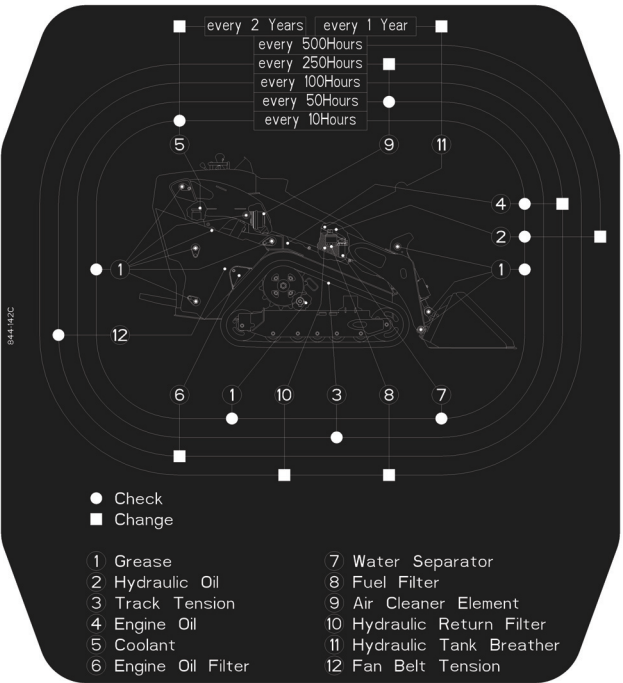 every 2 Years every 1 Year
every 500Hours
every 250Hours
every 100Hours
every 50Hours
every 10Hours
5 9 11
4
2
1 1
12
844-142C
6 1 10 3 8 7
Check
Change
1 Grease
2 Hydraulic Oil
3 Track Tension
4 Engine Oil
5 Coolant
6 Engine Oil Filter
7 Water Separator
8 Fuel Filter
9 Air Cleaner Element
10 Hydraulic Return Filter
11 Hydraulic Tank Breather
12 Fan Belt Tension